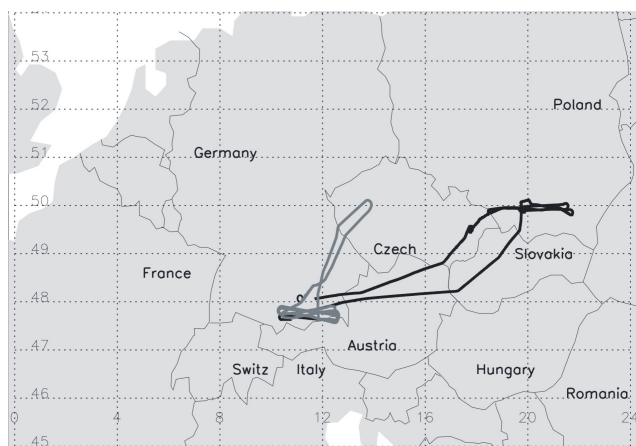 53
52
Poland
51
Germany
50
49
Czech
Slovakia
France
48
47
Austria
Switz Italy Hungary
46
Romania
0 4 8 12 16 20 24
45